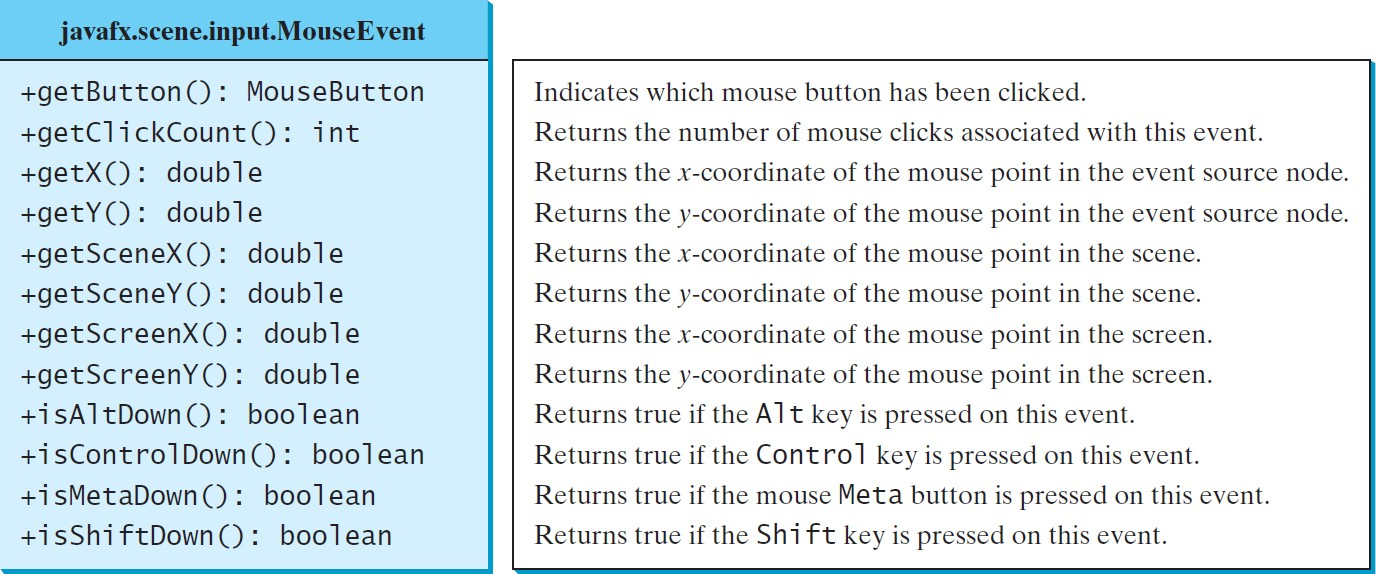 javafx.scene.input.MouseEvent
+getButton(): MouseButton Indicates which mouse button has been clicked.
+getClickCount(): int Returns the number of mouse clicks associated with this event.
+getX(): double Returns the x-coordinate of the mouse point in the event source node.
+getY(): double Returns the y-coordinate of the mouse point in the event source node.
+getSceneX(): double Returns the x-coordinate of the mouse point in the scene.
+getSceneY(): double Returns the y-coordinate of the mouse point in the scene.
+getScreenX(): double Returns the x-coordinate of the mouse point in the screen.
+getScreenY(): double Returns the y-coordinate of the mouse point in the screen.
+isAltDown(): boolean Returns true if the Alt key is pressed on this event.
+isControlDown(): boolean Returns true if the Control key is pressed on this event.
+isMetaDown(): boolean Returns true if the mouse Meta button is pressed on this event.
+isShiftDown(): boolean Returns true if the Shift key is pressed on this event.